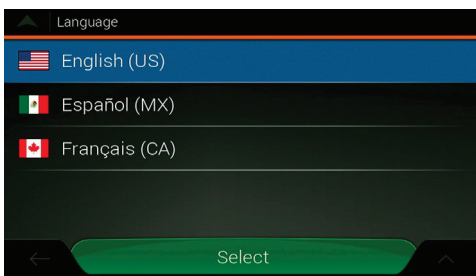 Language
English (US)
Español (MX)
Français (CA)
Select